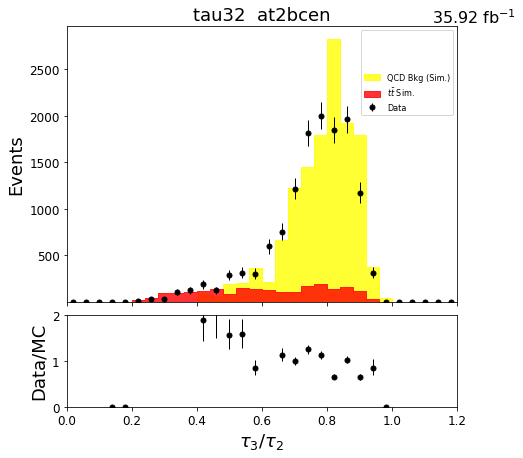 tau32 at2bcen
35.92 fb⁻¹
QCD Bkg (Sim.)
tt̄ Sim.
Data
Events
2500
2000
1500
1000
500
Data/MC
2
1
0
0.0 0.2 0.4 0.6 0.8 1.0 1.2
τ₃/τ₂